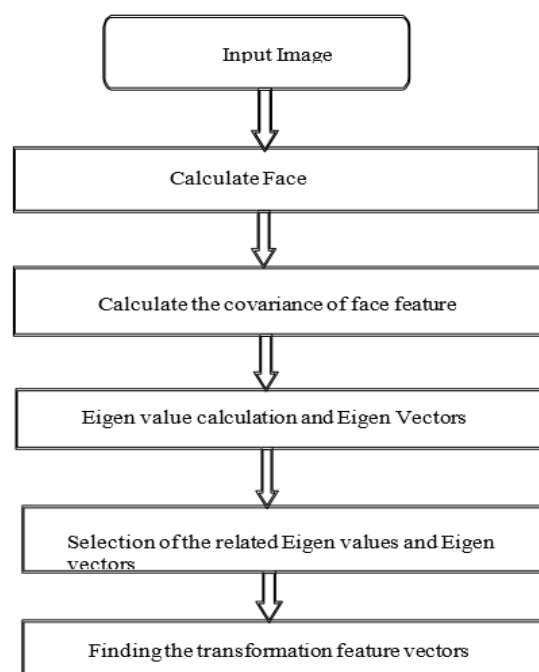 Input Image
Calculate Face
Calculate the covariance of face feature
Eigen value calculation and Eigen Vectors
Selection of the related Eigen values and Eigen
vectors
Finding the transformation feature vectors